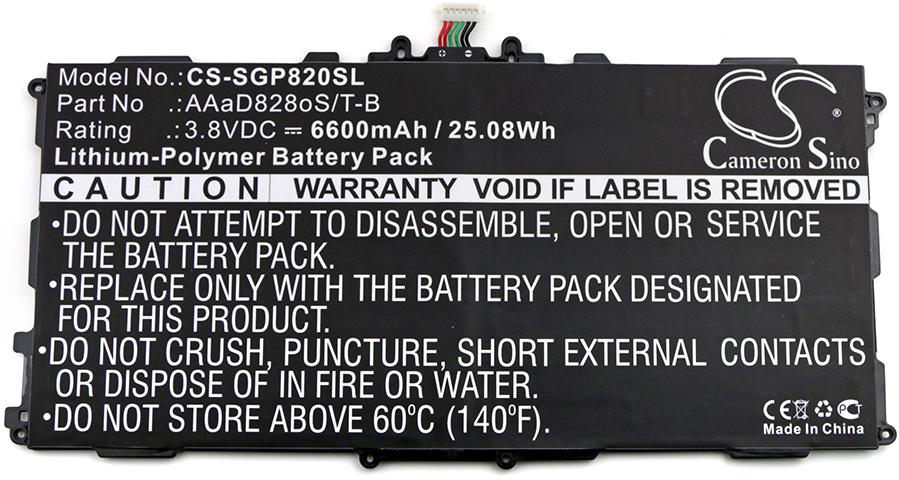 Model No.:CS-SGP820SL
Part No .:AAaD828oS/T-B
Rating .:3.8VDC ⎓ 6600mAh / 25.08Wh
Lithium-Polymer Battery Pack
CS
®
Cameron Sino
CAUTION WARRANTY VOID IF LABEL IS REMOVED
•DO NOT ATTEMPT TO DISASSEMBLE, OPEN OR SERVICE
THE BATTERY PACK.
•REPLACE ONLY WITH THE BATTERY PACK DESIGNATED
FOR THIS PRODUCT.
•DO NOT CRUSH, PUNCTURE, SHORT EXTERNAL CONTACTS
OR DISPOSE OF IN FIRE OR WATER.
•DO NOT STORE ABOVE 60ºC (140ºF).
CE PCT
Made In China